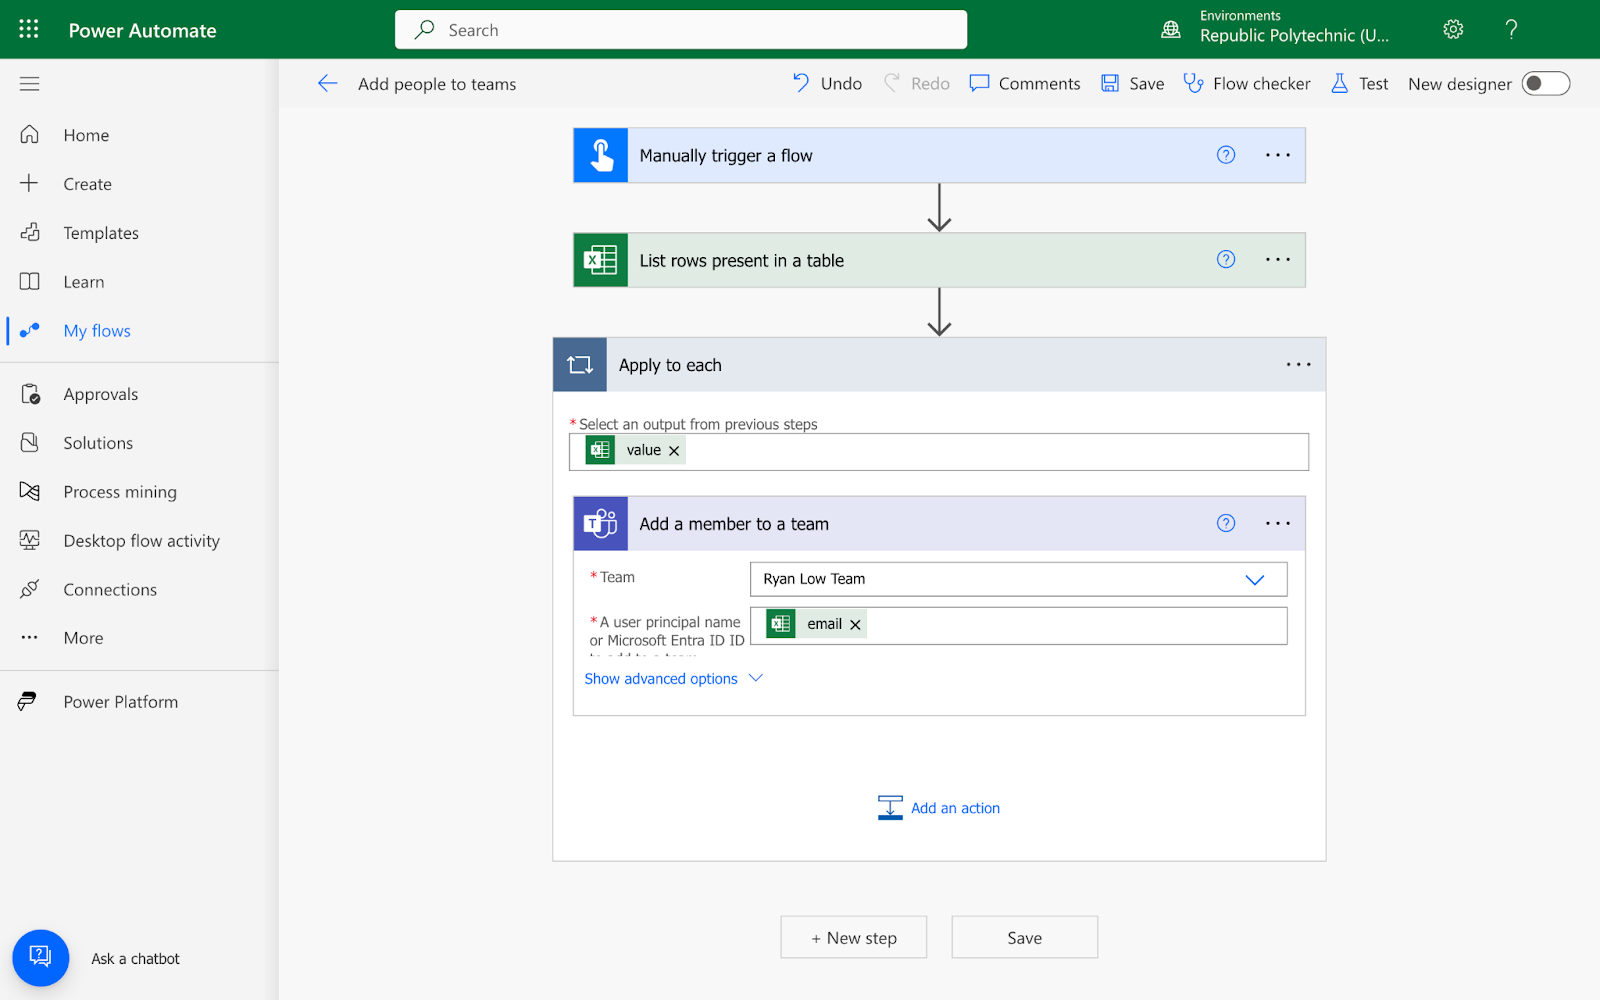 Power Automate
Search
Environments
Republic Polytechnic (U...
?
Add people to teams
Undo
Redo
Comments
Save
Flow checker
Test
New designer
Home
Create
Templates
Learn
My flows
Approvals
Solutions
Process mining
Desktop flow activity
Connections
More
Power Platform
Ask a chatbot
Manually trigger a flow
?
List rows present in a table
?
Apply to each
*Select an output from previous steps
value
Add a member to a team
?
*Team
Ryan Low Team
*A user principal name
or Microsoft Entra ID ID
email
Show advanced options
Add an action
+ New step
Save